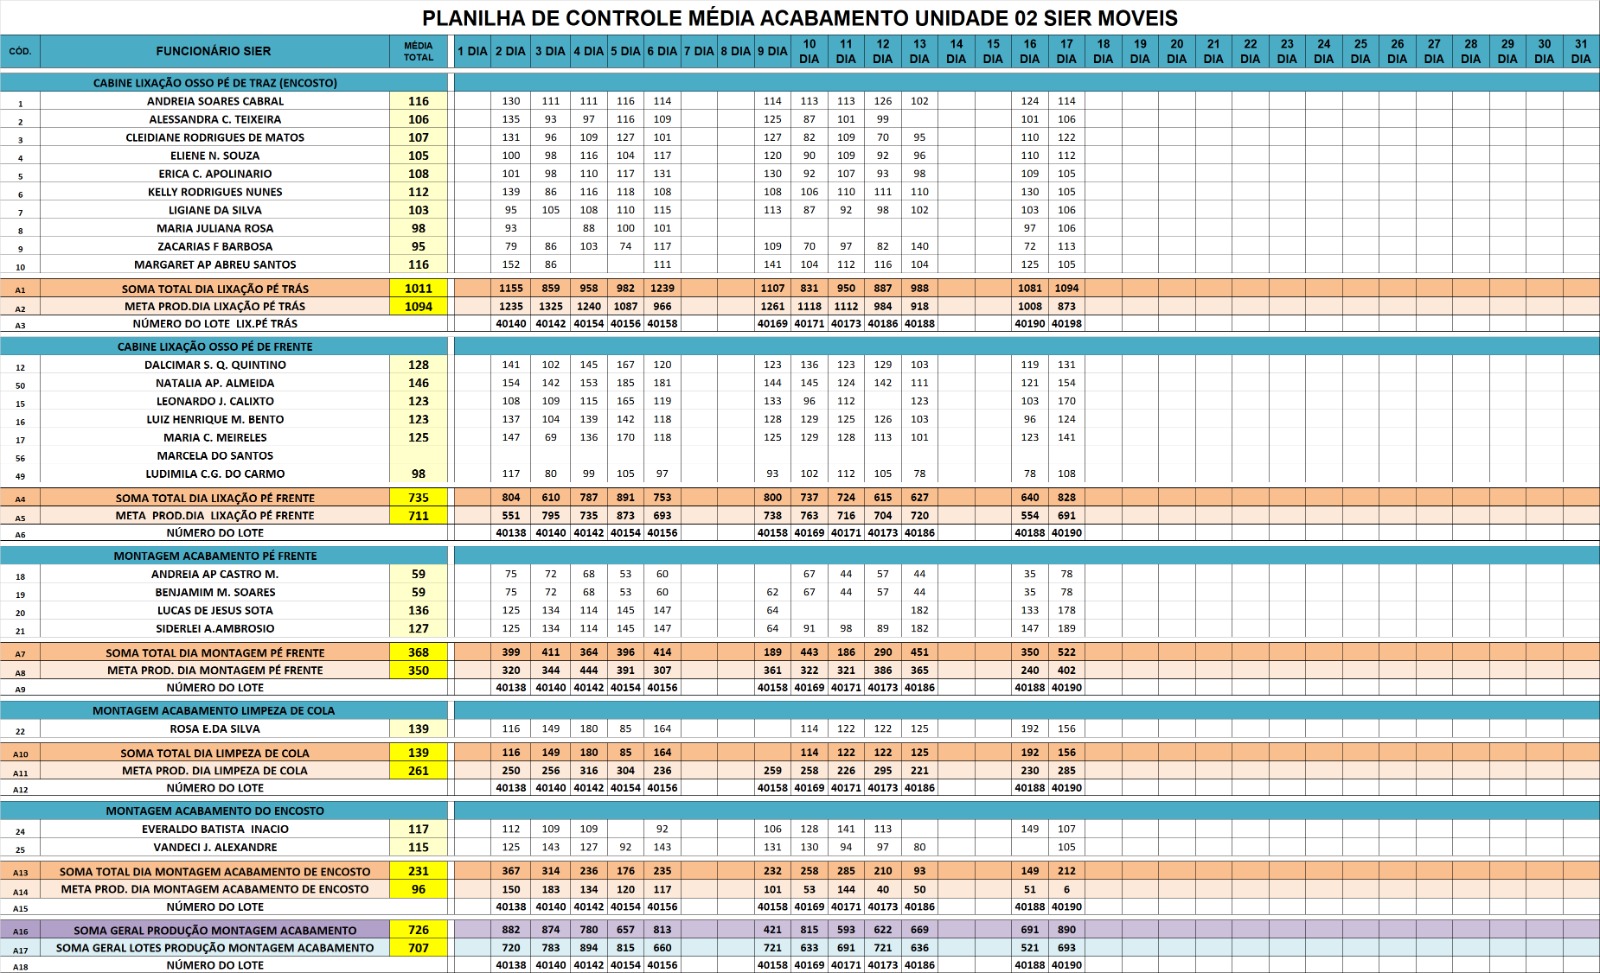 PLANILHA DE CONTROLE MÉDIA ACABAMENTO UNIDADE 02 SIER MOVEIS
CÓD. FUNCIONÁRIO SIER MÉDIA TOTAL 1 DIA 2 DIA 3 DIA 4 DIA 5 DIA 6 DIA 7 DIA 8 DIA 9 DIA 10 DIA 11 DIA 12 DIA 13 DIA 14 DIA 15 DIA 16 DIA 17 DIA 18 DIA 19 DIA 20 DIA 21 DIA 22 DIA 23 DIA 24 DIA 25 DIA 26 DIA 27 DIA 28 DIA 29 DIA 30 DIA 31 DIA
CABINE LIXAÇÃO OSSO PÉ DE TRAZ (ENCOSTO)
1 ANDREIA SOARES CABRAL 116 130 111 111 116 114 114 113 113 126 102 124 114
2 ALESSANDRA C. TEIXEIRA 106 135 93 97 116 109 125 87 101 99 101 106
3 CLEIDIANE RODRIGUES DE MATOS 107 131 96 109 127 101 127 82 109 70 95 110 122
4 ELIENE N. SOUZA 105 100 98 116 104 117 120 90 109 92 96 110 112
5 ERICA C. APOLINARIO 108 101 98 110 117 131 130 92 107 93 98 109 105
6 KELLY RODRIGUES NUNES 112 139 86 116 118 108 108 106 110 111 110 130 105
7 LIGIANE DA SILVA 103 95 105 108 110 115 113 87 92 98 102 103 106
8 MARIA JULIANA ROSA 98 93 88 100 101 97 106
9 ZACARIAS F BARBOSA 95 79 86 103 74 117 109 70 97 82 140 72 113
10 MARGARET AP ABREU SANTOS 116 152 86 111 141 104 112 116 104 125 105
A1 SOMA TOTAL DIA LIXAÇÃO PÉ TRÁS 1011 1155 859 958 982 1239 1107 831 950 887 988 1081 1094
A2 META PROD.DIA LIXAÇÃO PÉ TRÁS 1094 1235 1325 1240 1087 966 1261 1118 1112 984 918 1008 873
A3 NÚMERO DO LOTE LIX.PÉ TRÁS 40140 40142 40154 40156 40158 40169 40171 40173 40186 40188 40190 40198
CABINE LIXAÇÃO OSSO PÉ DE FRENTE
12 DALCIMAR S. Q. QUINTINO 128 141 102 145 167 120 123 136 123 129 103 119 131
50 NATALIA AP. ALMEIDA 146 154 142 153 185 181 144 145 124 142 111 121 154
15 LEONARDO J. CALIXTO 123 108 109 115 165 119 133 96 112 123 103 170
16 LUIZ HENRIQUE M. BENTO 123 137 104 139 142 118 128 129 125 126 103 96 124
17 MARIA C. MEIRELES 125 147 69 136 170 118 125 129 128 113 101 123 141
56 MARCELA DO SANTOS
49 LUDIMILA C.G. DO CARMO 98 117 80 99 105 97 93 102 112 105 78 78 108
A4 SOMA TOTAL DIA LIXAÇÃO PÉ FRENTE 735 804 610 787 891 753 800 737 724 615 627 640 828
A5 META PROD.DIA LIXAÇÃO PÉ FRENTE 711 551 795 735 873 693 738 763 716 704 720 554 691
A6 NÚMERO DO LOTE 40138 40140 40142 40154 40156 40158 40169 40171 40173 40186 40188 40190
MONTAGEM ACABAMENTO PÉ FRENTE
18 ANDREIA AP CASTRO M. 59 75 72 68 53 60 67 44 57 44 35 78
19 BENJAMIM M. SOARES 59 75 72 68 53 60 62 67 44 57 44 35 78
20 LUCAS DE JESUS SOTA 136 125 134 114 145 147 64 182 133 178
21 SIDERLEI A.AMBROSIO 127 125 134 114 145 147 64 91 98 89 182 147 189
A7 SOMA TOTAL DIA MONTAGEM PÉ FRENTE 368 399 411 364 396 414 189 443 186 290 451 350 522
A8 META PROD. DIA MONTAGEM PÉ FRENTE 350 320 344 444 391 307 361 322 321 386 365 240 402
A9 NÚMERO DO LOTE 40138 40140 40142 40154 40156 40158 40169 40171 40173 40186 40188 40190
MONTAGEM ACABAMENTO LIMPEZA DE COLA
22 ROSA E.DA SILVA 139 116 149 180 85 164 114 122 122 125 192 156
A10 SOMA TOTAL DIA LIMPEZA DE COLA 139 116 149 180 85 164 114 122 122 125 192 156
A11 META PROD. DIA LIMPEZA DE COLA 261 250 256 316 304 236 259 258 226 295 221 230 285
A12 NÚMERO DO LOTE 40138 40140 40142 40154 40156 40158 40169 40171 40173 40186 40188 40190
MONTAGEM ACABAMENTO DO ENCOSTO
24 EVERALDO BATISTA INACIO 117 112 109 109 92 106 128 141 113 149 107
25 VANDECI J. ALEXANDRE 115 125 143 127 92 143 131 130 94 97 80 105
A13 SOMA TOTAL DIA MONTAGEM ACABAMENTO DE ENCOSTO 231 367 314 236 176 235 232 258 285 210 93 149 212
A14 META PROD. DIA MONTAGEM ACABAMENTO DE ENCOSTO 96 150 183 134 120 117 101 53 144 40 50 51 6
A15 NÚMERO DO LOTE 40138 40140 40142 40154 40156 40158 40169 40171 40173 40186 40188 40190
A16 SOMA GERAL PRODUÇÃO MONTAGEM ACABAMENTO 726 882 874 780 657 813 421 815 593 622 669 691 890
A17 SOMA GERAL LOTES PRODUÇÃO MONTAGEM ACABAMENTO 707 720 783 894 815 660 721 633 691 721 636 521 693
A18 NÚMERO DO LOTE 40138 40140 40142 40154 40156 40158 40169 40171 40173 40186 40188 40190